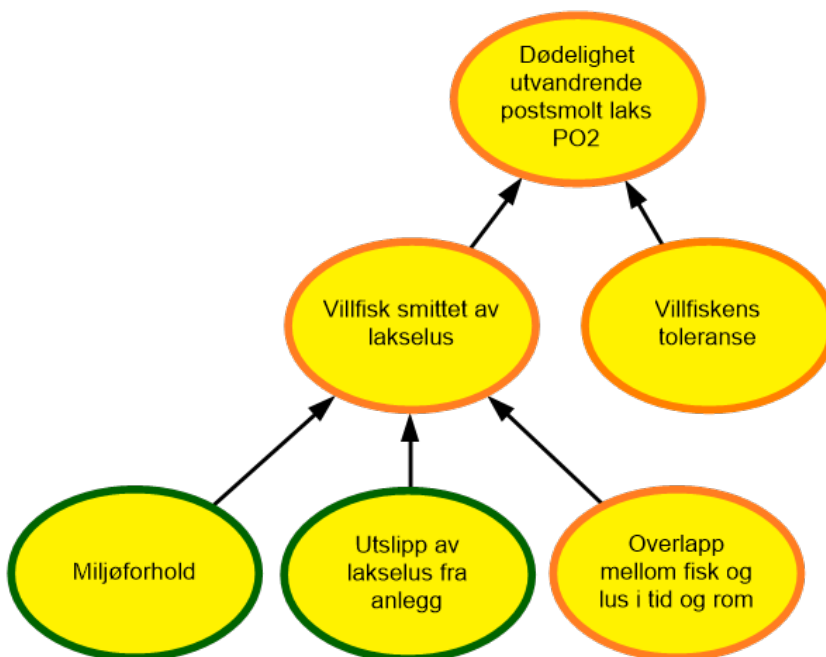 Dødelighet
utvandrende
postsmolt laks
PO2
Villfisk smittet av
lakselus
Villfiskens
toleranse
Miljøforhold
Utslipp av
lakselus fra
anlegg
Overlapp
mellom fisk og
lus i tid og rom